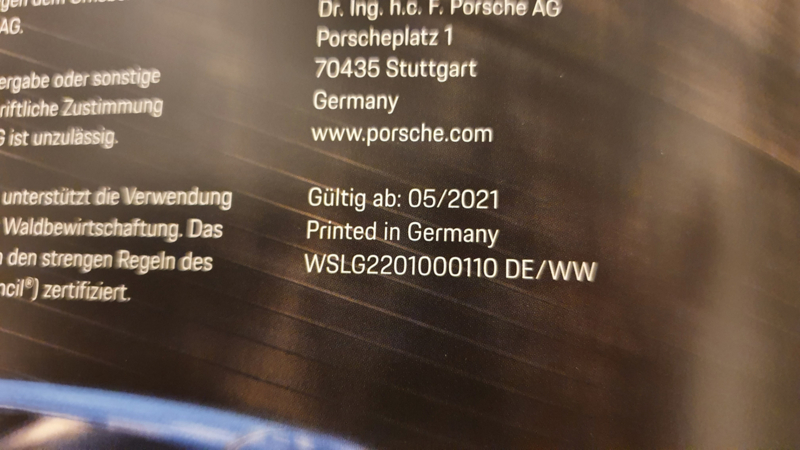 AG.
ergabe oder sonstige
riftliche Zustimmung
G ist unzulässig.
unterstützt die Verwendung
Waldbewirtschaftung. Das
den strengen Regeln des
ncil®) zertifiziert.
Dr. Ing. h.c. F. Porsche AG
Porscheplatz 1
70435 Stuttgart
Germany
www.porsche.com
Gültig ab: 05/2021
Printed in Germany
WSLG2201000110 DE/WW